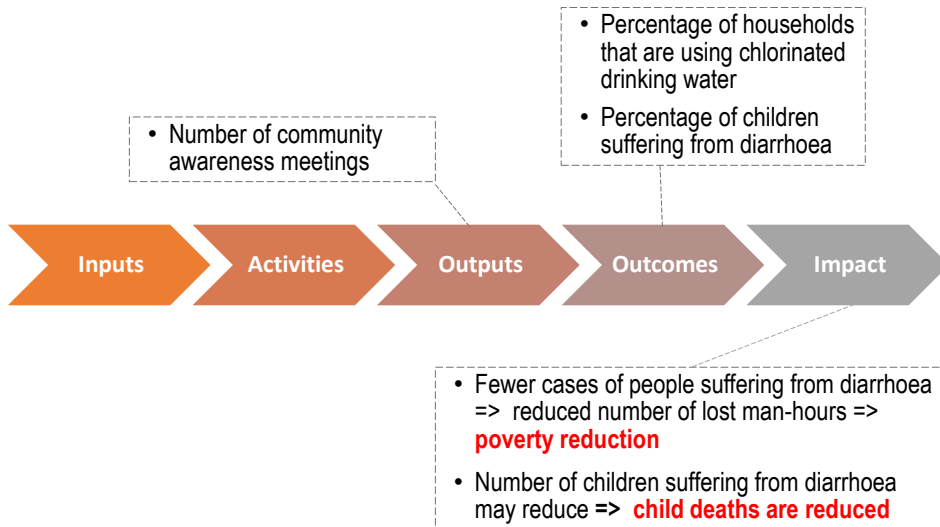 • Percentage of households
that are using chlorinated
drinking water
• Percentage of children
suffering from diarrhoea
• Number of community
awareness meetings
Inputs
Activities
Outputs
Outcomes
Impact
• Fewer cases of people suffering from diarrhoea
=> reduced number of lost man-hours =>
poverty reduction
• Number of children suffering from diarrhoea
may reduce => child deaths are reduced